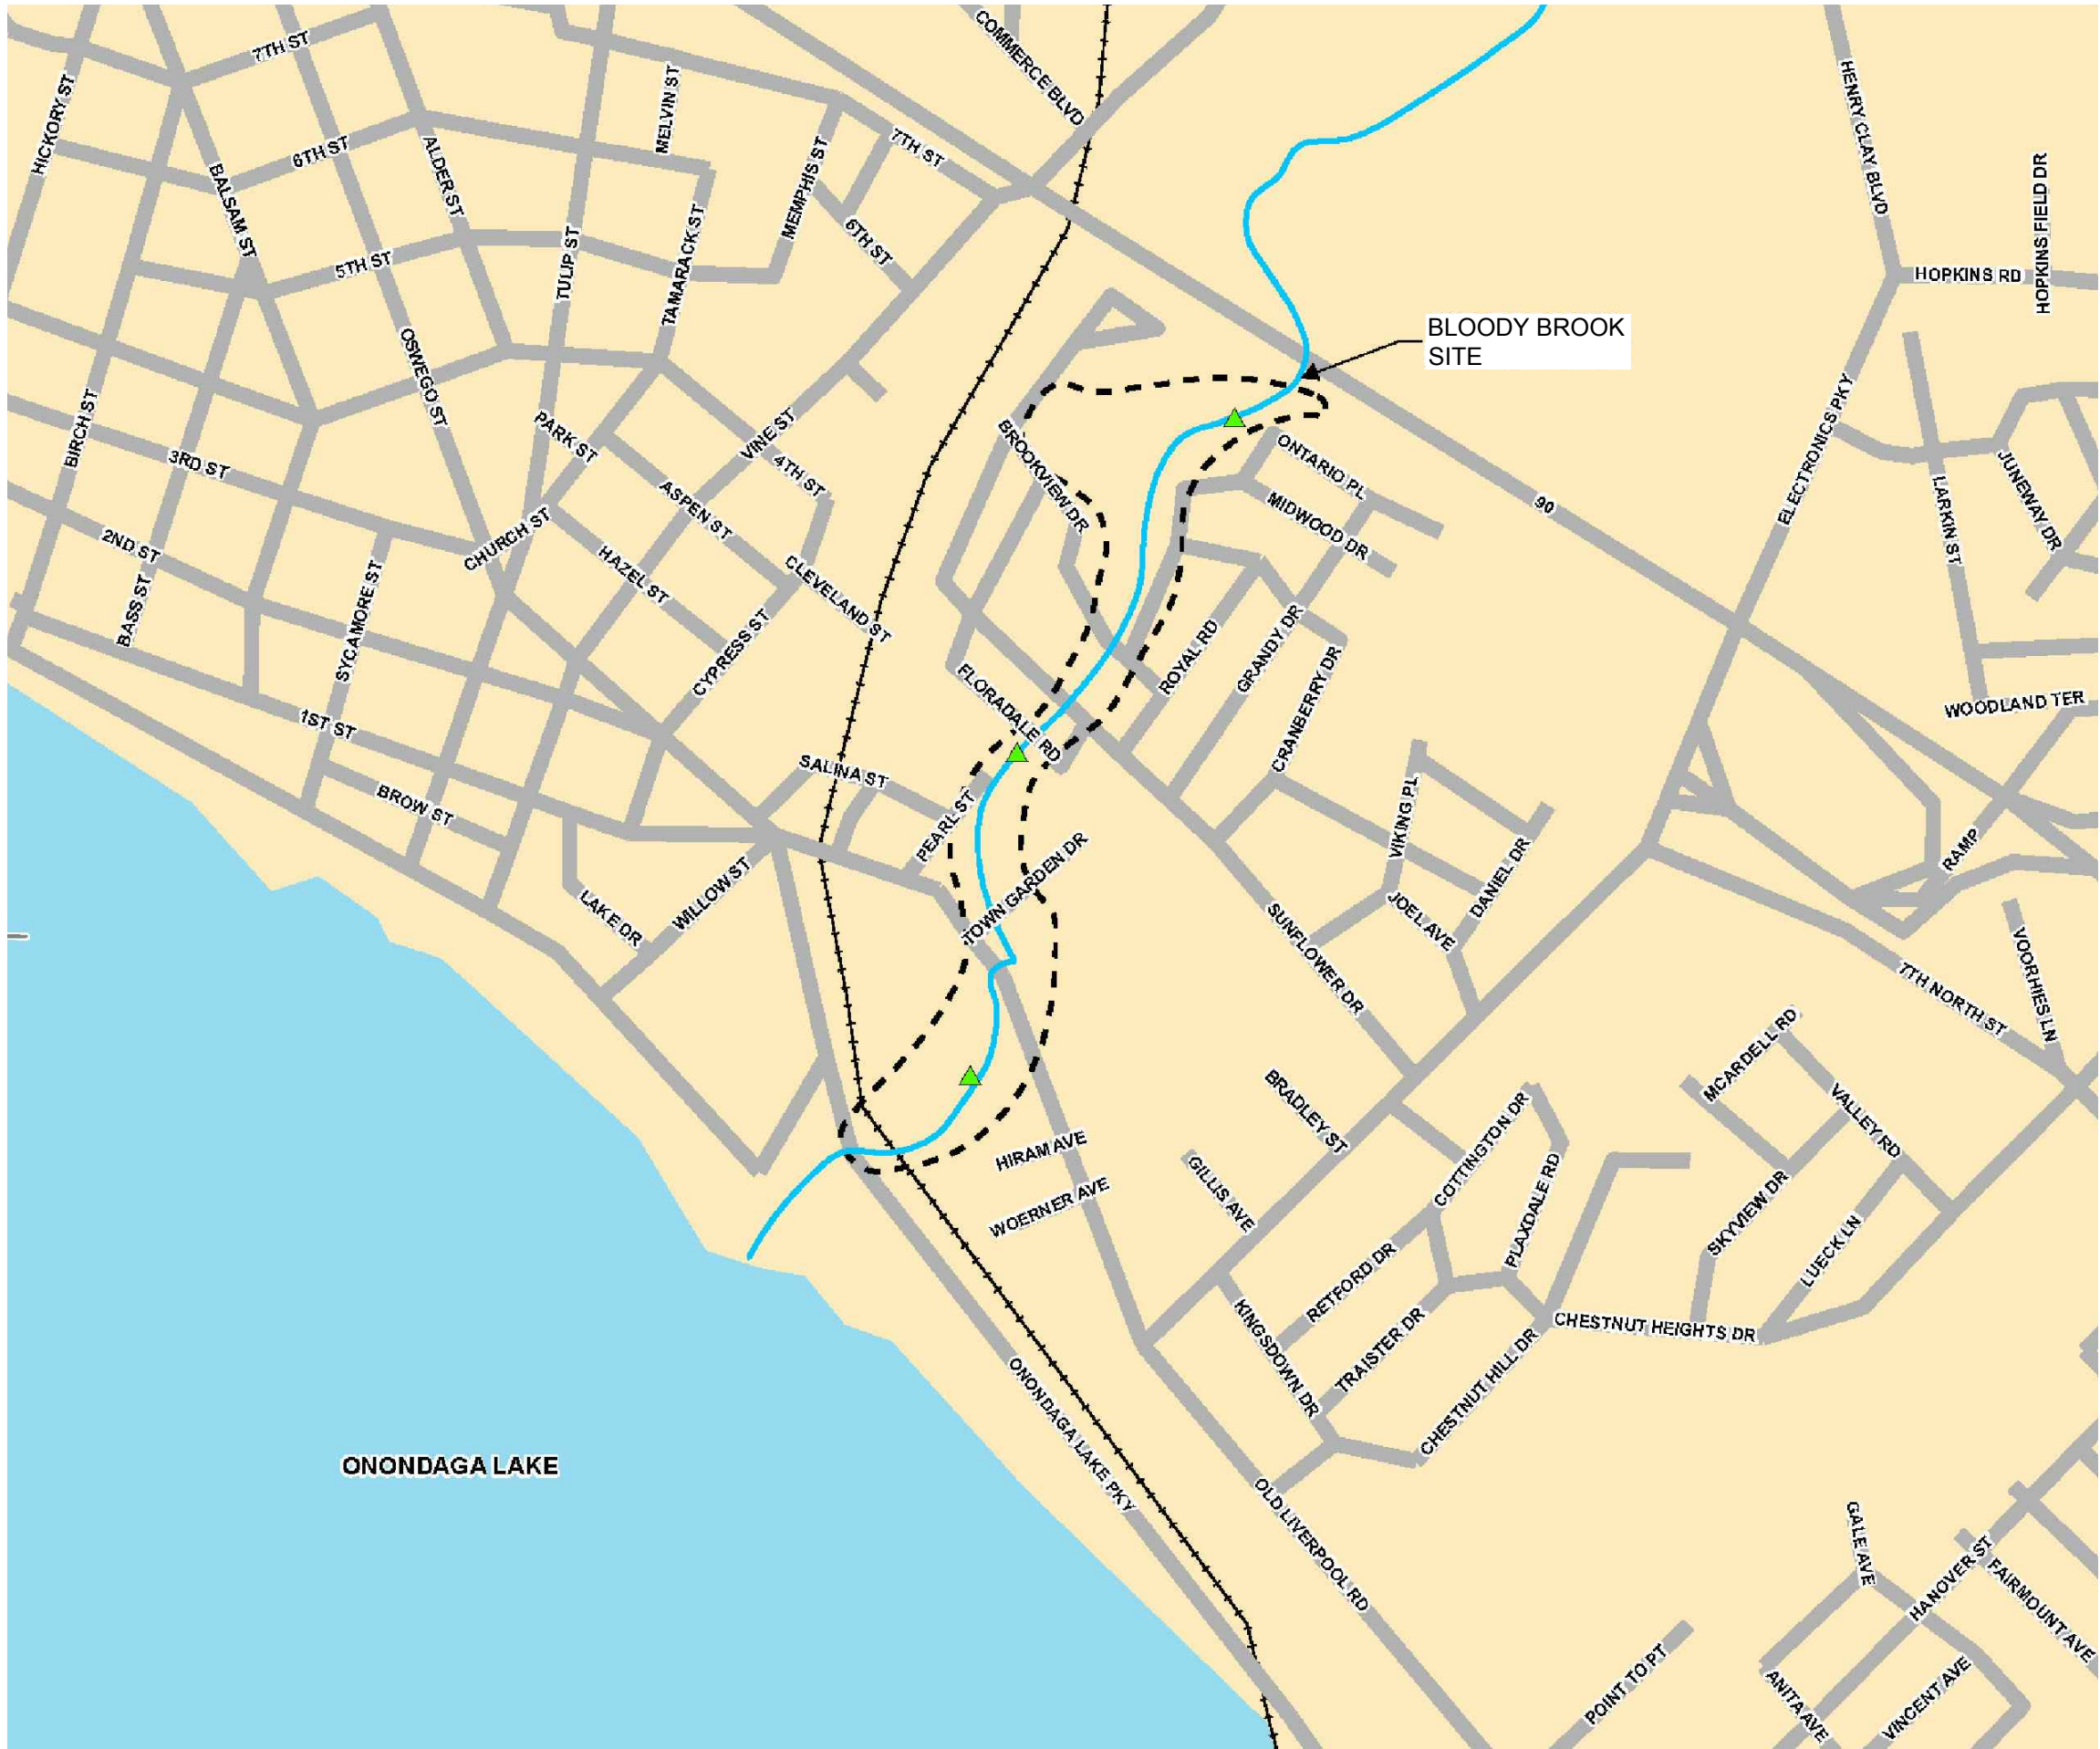 COMMERCE BLVD
7TH ST
HICKORY ST
MELVIN ST
HENRY CLAY BLVD
6TH ST
ALDER ST
MEMPHIS ST
7TH ST
BALSAM ST
HOPKINS FIELD DR
5TH ST
TULIP ST
TAMARACK ST
6TH ST
HOPKINS RD
BLOODY BROOK
SITE
OSWEGO ST
BIRCH ST
3RD ST
PARK ST
VINE ST
4TH ST
BROOKVIEW DR
ONTARIO PL
MIDWOOD DR
90
ELECTRONICS PKY
LARKIN ST
JUNEWAY DR
ASPEN ST
CHURCH ST
2ND ST
HAZEL ST
CLEVELAND ST
BASS ST
SYCAMORE ST
CYPRESS ST
ROYAL RD
GRANDY DR
CRANBERRY DR
FLORADALE RD
WOODLAND TER
1ST ST
BROW ST
SALINA ST
PEARL ST
TOWN GARDEN DR
VIKING PL
DANIEL DR
JOEL AVE
RAMP
LAKE DR
WILLOW ST
SUNFLOWER DR
7TH NORTH ST
VOORHIES LN
MCARDELL RD
VALLEY RD
BRADLEY ST
HIRAM AVE
GILLIS AVE
WOERNER AVE
COTTINGTON DR
PLAXDALE RD
SKYVIEW DR
LUECK LN
RETFORD DR
KINGSDOWN DR
TRAISTER DR
CHESTNUT HEIGHTS DR
CHESTNUT HILL DR
ONONDAGA LAKE PKY
ONONDAGA LAKE
OLD LIVERPOOL RD
GALE AVE
HANOVER ST
FAIRMOUNT AVE
POINT TO PT
ANITA AVE
VINCENT AVE